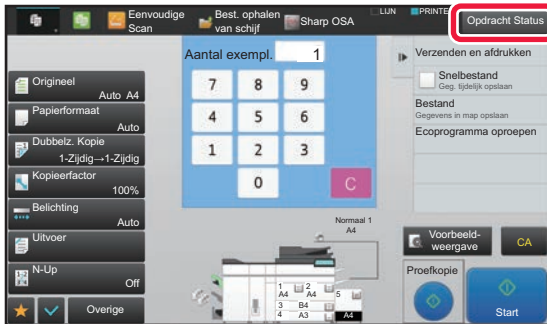 Eenvoudige Scan
Best. ophalen van schijf
Sharp OSA
LIJN
PRINTE
Opdracht Status
Origineel
Auto A4
Papierformaat
Auto
Dubbelz. Kopie
1-Zijdig→1-Zijdig
Kopieerfactor
100%
Belichting
Auto
Uitvoer
N-Up
Off
Overige
Aantal exempl.
1
7 8 9
4 5 6
1 2 3
0 C
Normaal 1
A4
1 A4
2 A4
3 B4
4 A3
5 A4
Verzenden en afdrukken
Snelbestand
Geg. tijdelijk opslaan
Bestand
Gegevens in map opslaan
Ecoprogramma oproepen
Voorbeeld-
weergave
CA
Proefkopie
Start